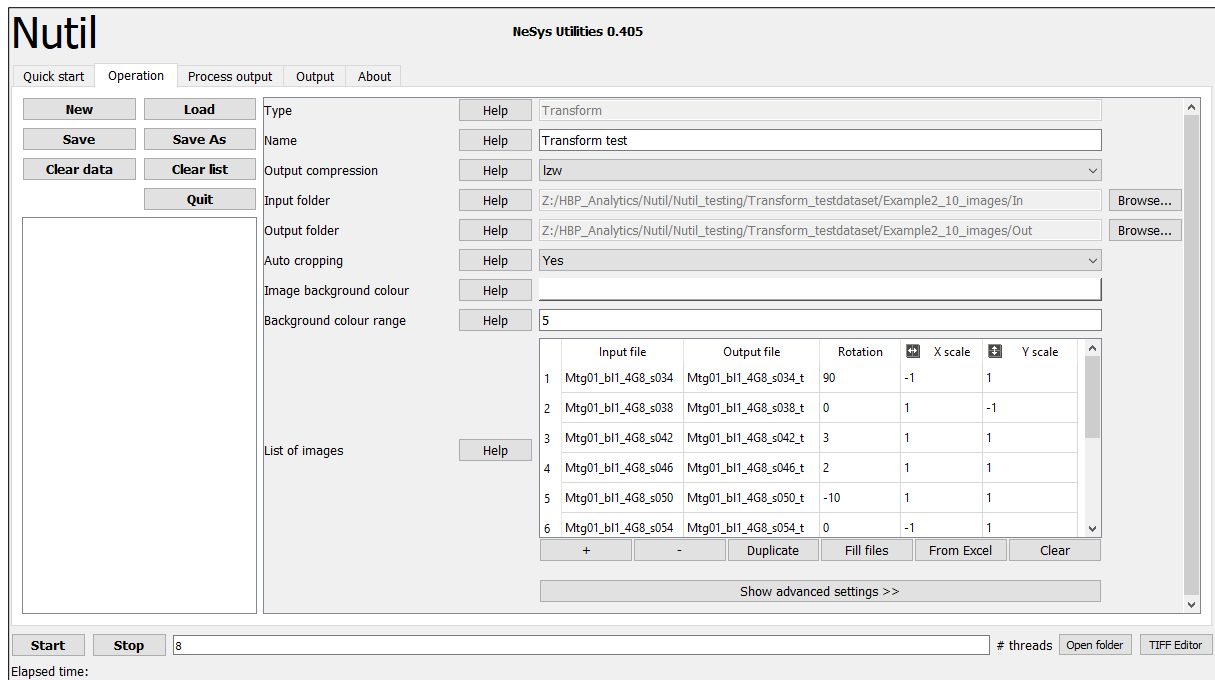 Nutil
NeSys Utilities 0.405
Quick start Operation Process output Output About
New Load
Save Save As
Clear data Clear list
Quit
Type Help Transform
Name Help Transform test
Output compression Help lzw
Input folder Help Z:/HBP_Analytics/Nutil/Nutil_testing/Transform_testdataset/Example2_10_images/In Browse...
Output folder Help Z:/HBP_Analytics/Nutil/Nutil_testing/Transform_testdataset/Example2_10_images/Out Browse...
Auto cropping Help Yes
Image background colour Help
Background colour range Help 5
List of images Help
Input file Output file Rotation X scale Y scale
1 Mtg01_bl1_4G8_s034 Mtg01_bl1_4G8_s034_t 90 -1 1
2 Mtg01_bl1_4G8_s038 Mtg01_bl1_4G8_s038_t 0 1 -1
3 Mtg01_bl1_4G8_s042 Mtg01_bl1_4G8_s042_t 3 1 1
4 Mtg01_bl1_4G8_s046 Mtg01_bl1_4G8_s046_t 2 1 1
5 Mtg01_bl1_4G8_s050 Mtg01_bl1_4G8_s050_t -10 1 1
6 Mtg01_bl1_4G8_s054 Mtg01_bl1_4G8_s054_t 0 -1 1
+ - Duplicate Fill files From Excel Clear
Show advanced settings >>
Start Stop 8 # threads Open folder TIFF Editor
Elapsed time: